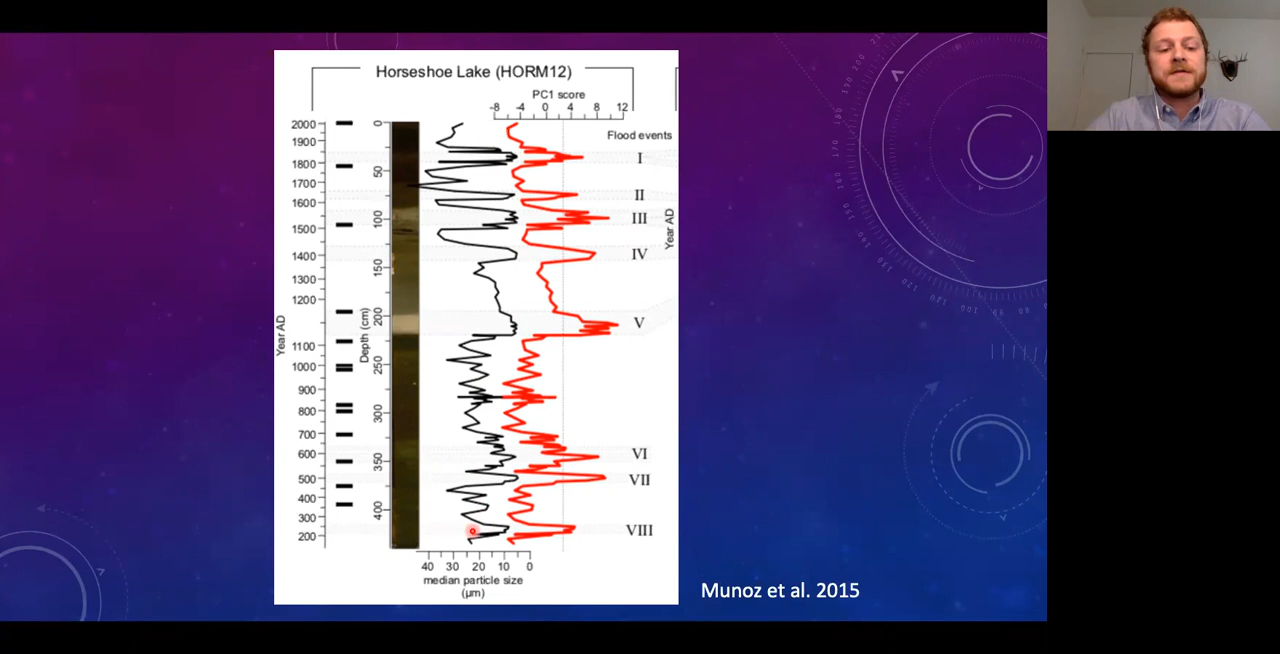 Horseshoe Lake (HORM12)
PC1 score
-8 -4 0 4 8 12
Flood events
2000
1900
1800
1700
1600
1500
1400
1300
1200
1100
1000
900
800
700
600
500
400
300
200
Year AD
0
50
100
150
200
250
300
350
400
Depth (cm)
I
II
III
IV
V
VI
VII
VIII
Year AD
40 30 20 10 0
median particle size
(µm)
Munoz et al. 2015